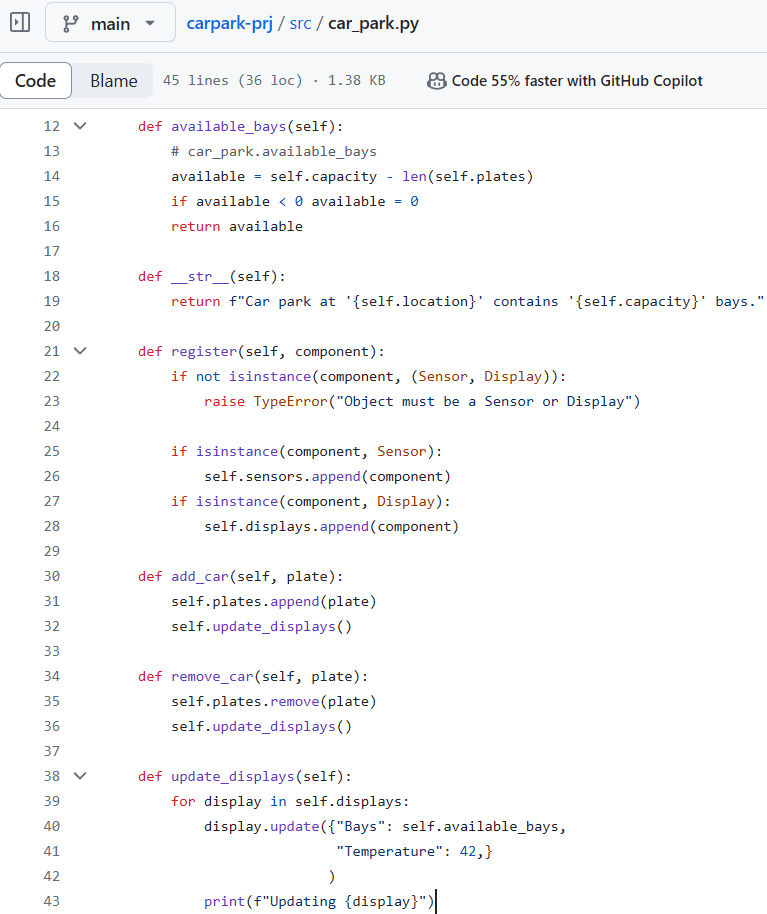 main
carpark-prj / src / car_park.py
Code Blame 45 lines (36 loc) · 1.38 KB Code 55% faster with GitHub Copilot
12 def available_bays(self):
13 # car_park.available_bays
14 available = self.capacity - len(self.plates)
15 if available < 0 available = 0
16 return available
17
18 def __str__(self):
19 return f"Car park at '{self.location}' contains '{self.capacity}' bays."
20
21 def register(self, component):
22 if not isinstance(component, (Sensor, Display)):
23 raise TypeError("Object must be a Sensor or Display")
24
25 if isinstance(component, Sensor):
26 self.sensors.append(component)
27 if isinstance(component, Display):
28 self.displays.append(component)
29
30 def add_car(self, plate):
31 self.plates.append(plate)
32 self.update_displays()
33
34 def remove_car(self, plate):
35 self.plates.remove(plate)
36 self.update_displays()
37
38 def update_displays(self):
39 for display in self.displays:
40 display.update({"Bays": self.available_bays,
41 "Temperature": 42,}
42 )
43 print(f"Updating {display}")